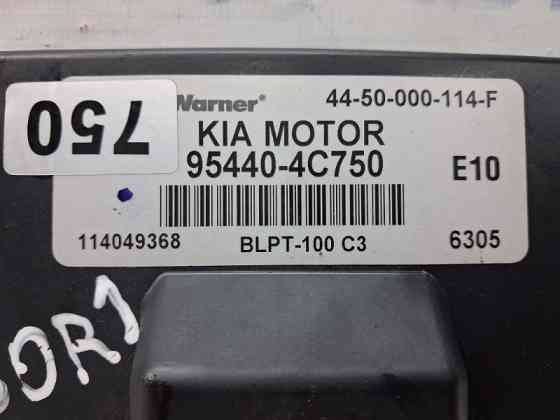 750
Warner® 44-50-000-114-F
KIA MOTOR
95440-4C750 E10
114049368 BLPT-100 C3 6305